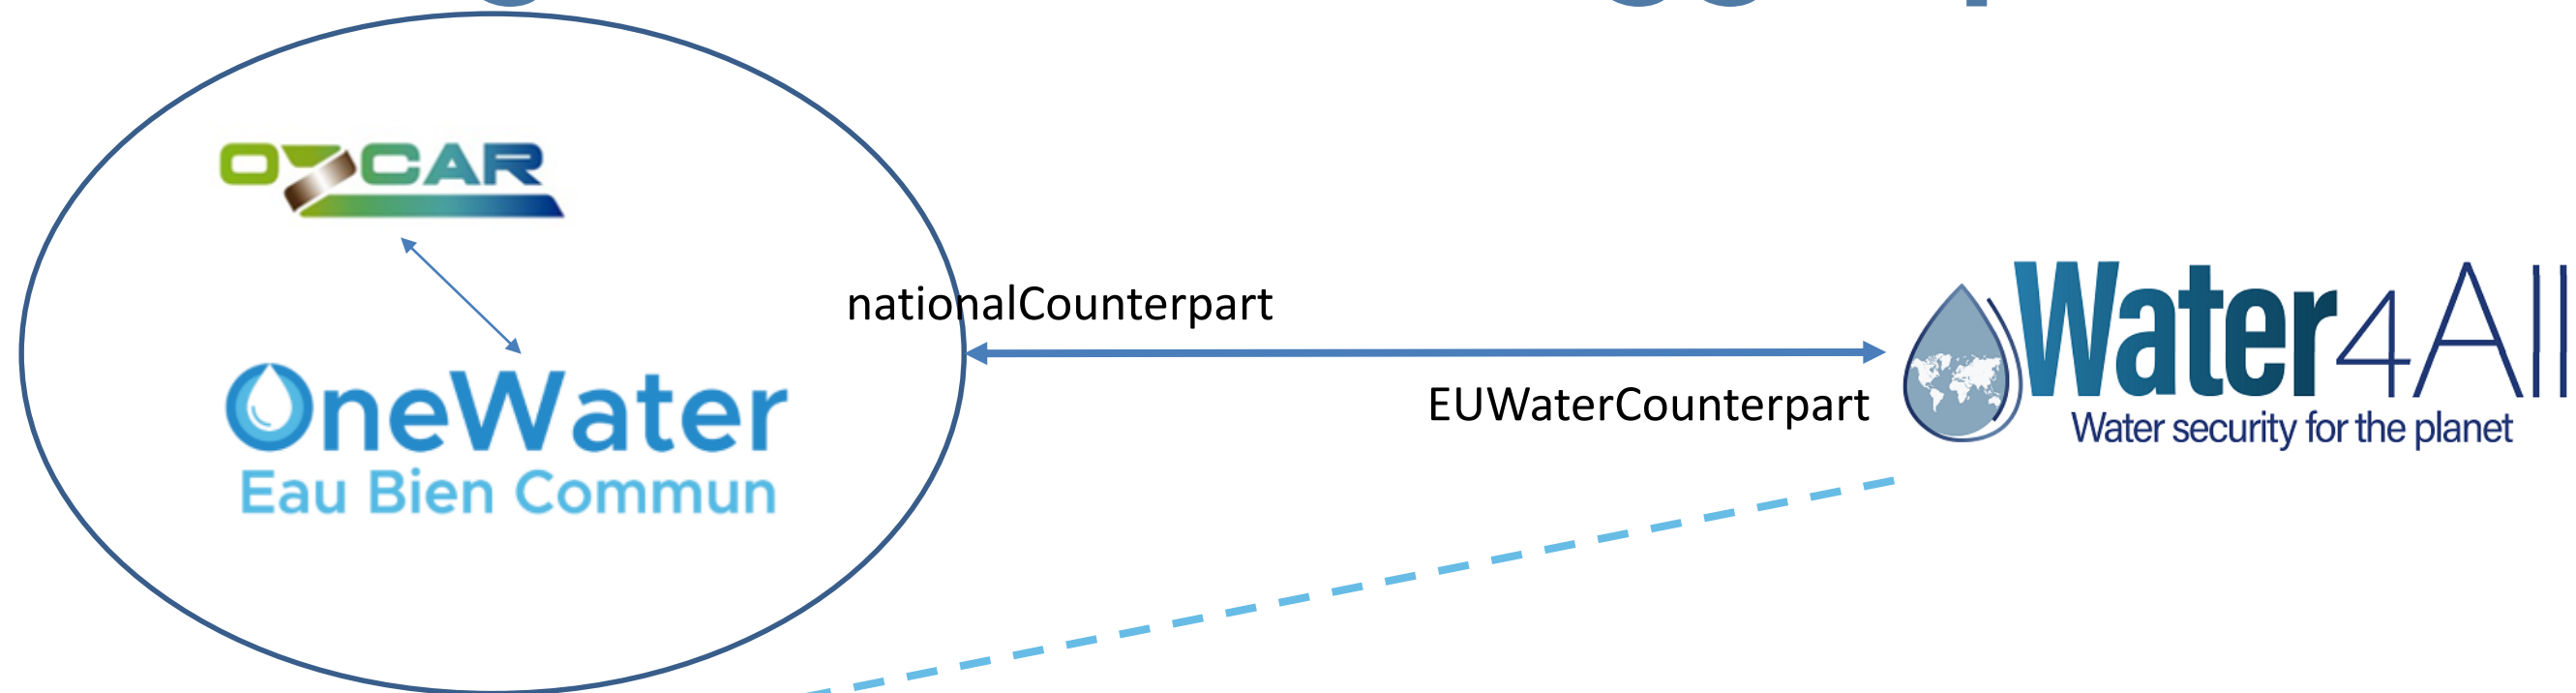 OZCAR
nationalCounterpart
OneWater
Eau Bien Commun
EUWaterCounterpart
Water4All
Water security for the planet